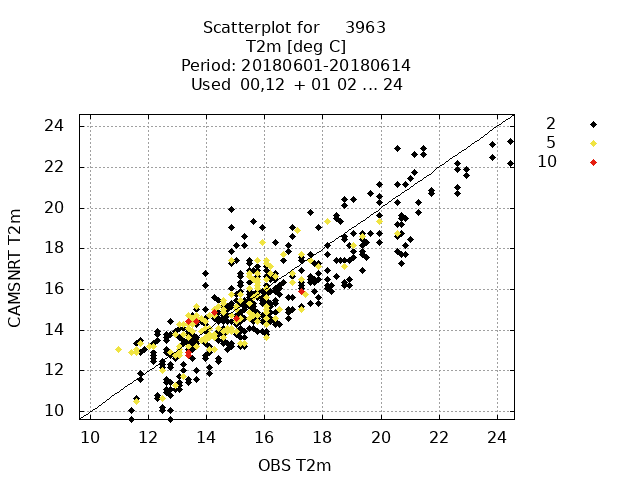 Scatterplot for 3963
T2m [deg C]
Period: 20180601-20180614
Used 00,12 + 01 02 ... 24
24
22
20
18
16
14
12
10
10 12 14 16 18 20 22 24
CAMSNRT T2m
OBS T2m
2
5
10